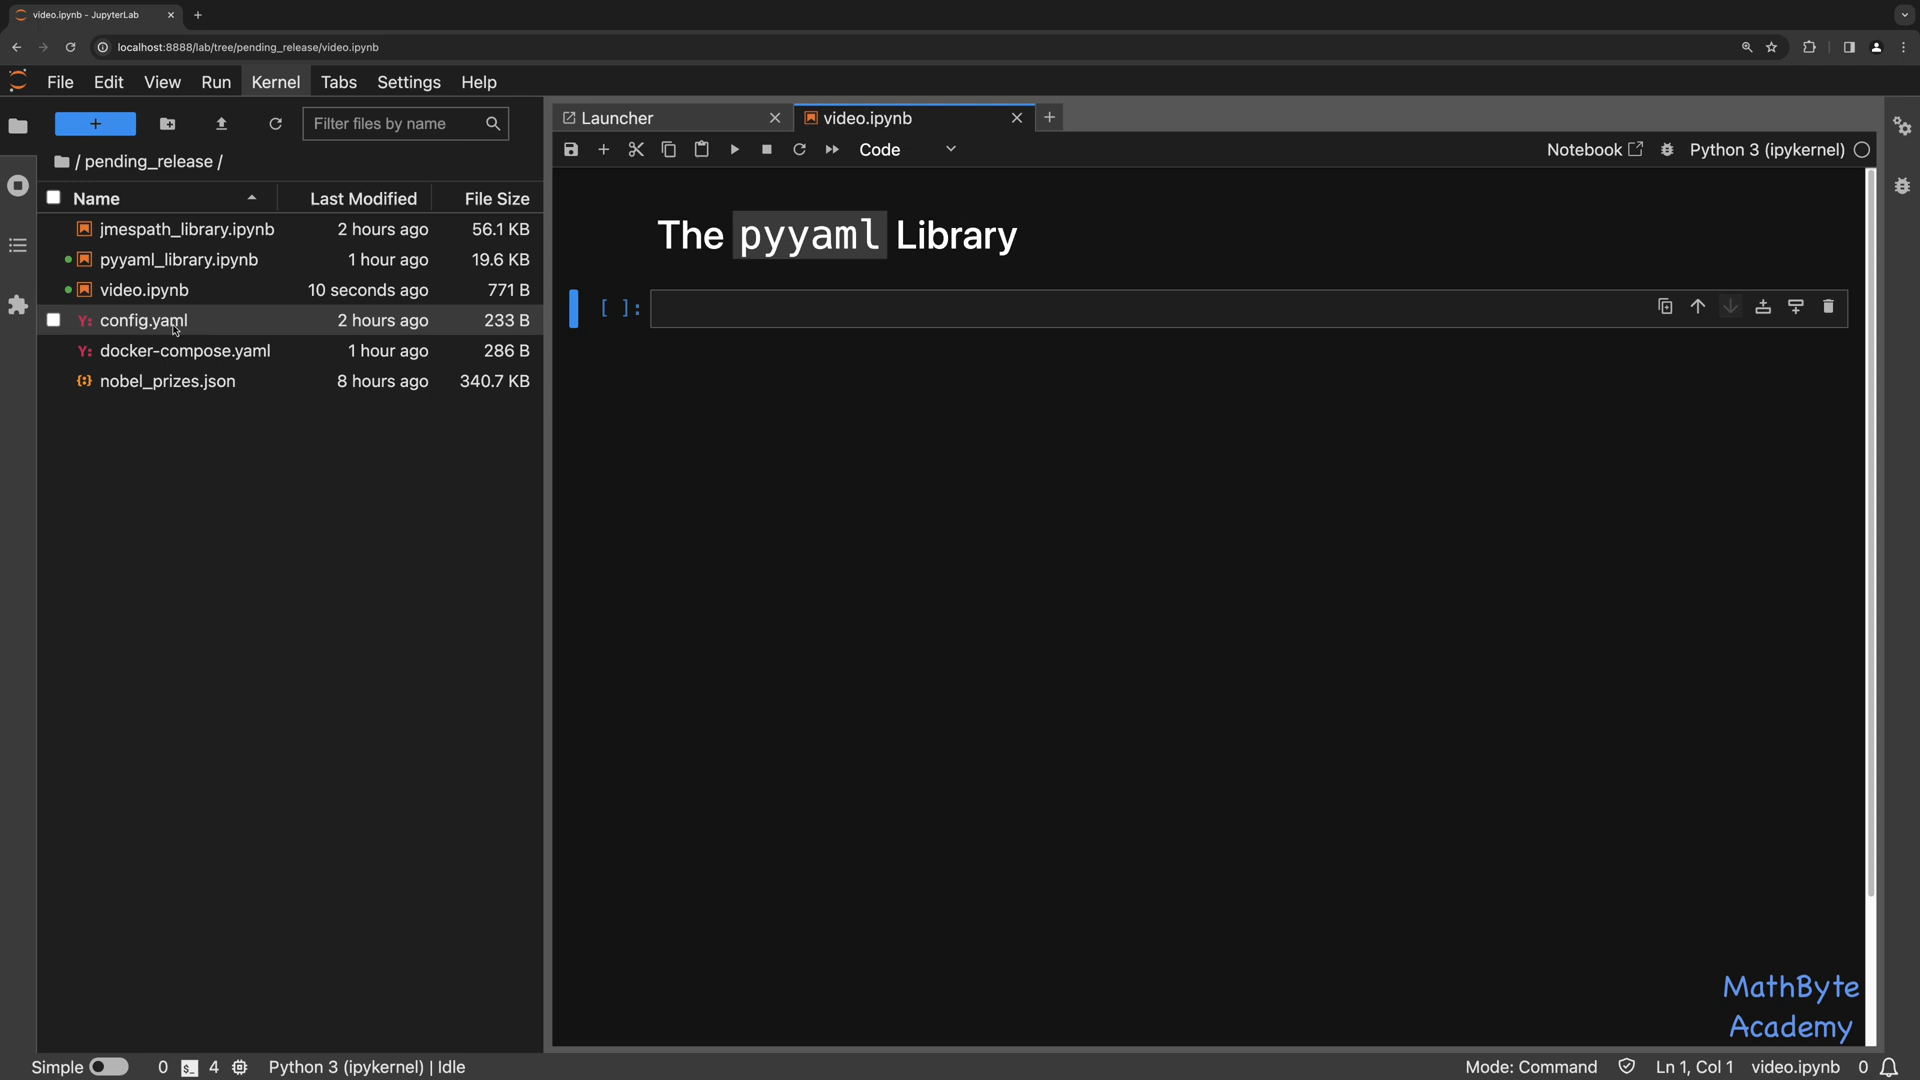 video.ipynb - JupyterLab
localhost:8888/lab/tree/pending_release/video.ipynb
File Edit View Run Kernel Tabs Settings Help
Filter files by name
/ pending_release /
Name Last Modified File Size
jmespath_library.ipynb 2 hours ago 56.1 KB
pyyaml_library.ipynb 1 hour ago 19.6 KB
video.ipynb 10 seconds ago 771 B
Y: config.yaml 2 hours ago 233 B
Y: docker-compose.yaml 1 hour ago 286 B
{:} nobel_prizes.json 8 hours ago 340.7 KB
Launcher video.ipynb
Code Notebook Python 3 (ipykernel)
The pyyaml Library
[ ]:
MathByte
Academy
Simple 0 $_ 4 Python 3 (ipykernel) | Idle Mode: Command Ln 1, Col 1 video.ipynb 0